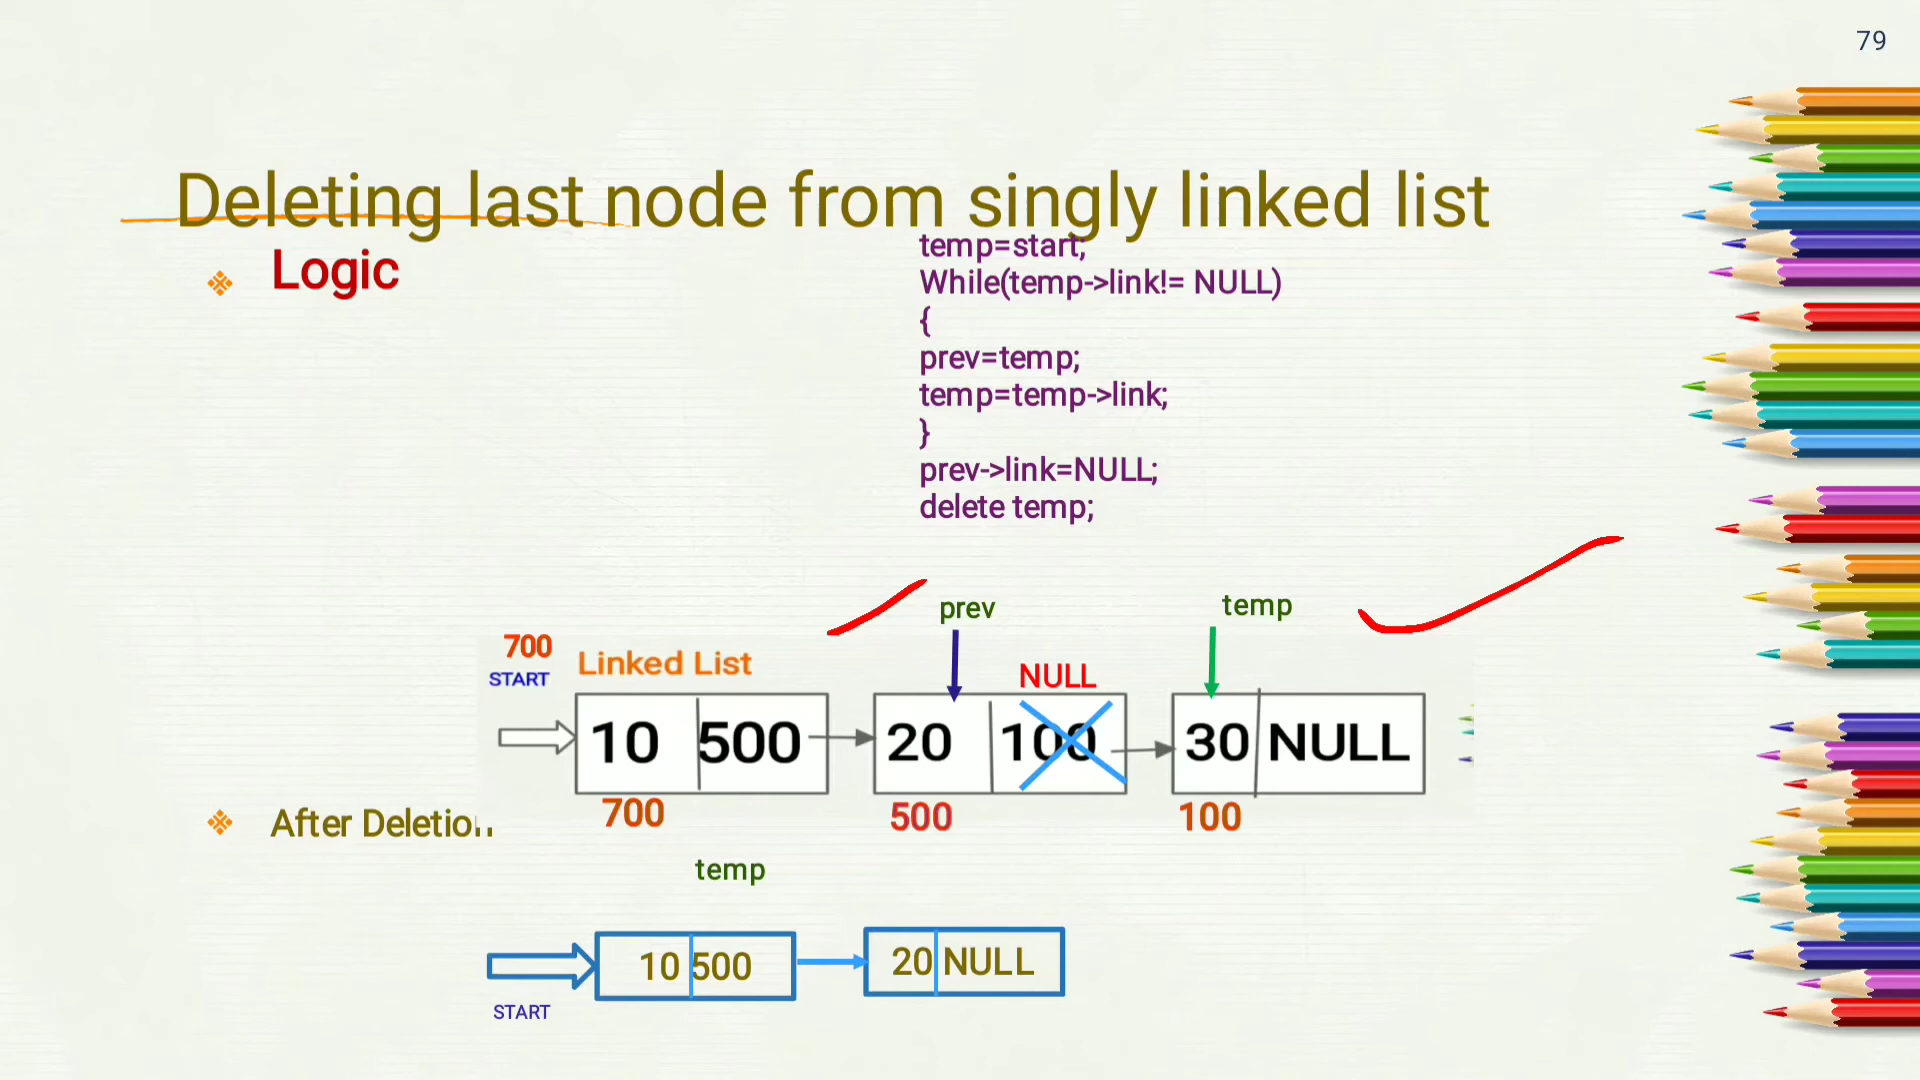 79
Deleting last node from singly linked list
Logic
temp=start;
While(temp->link!= NULL)
{
prev=temp;
temp=temp->link;
}
prev->link=NULL;
delete temp;
prev
temp
700
START
Linked List
NULL
10 500
20 100
30 NULL
700
500
100
After Deletion
temp
10 500
20 NULL
START